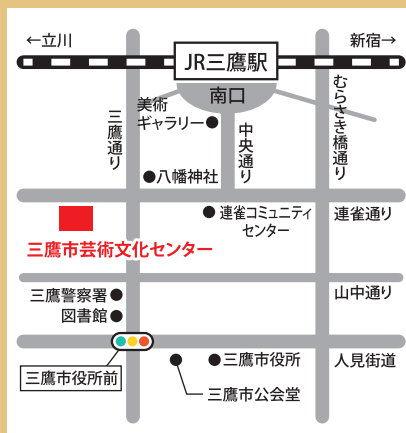 ←立川
新宿→
JR三鷹駅
南口
美術
ギャラリー
三鷹通り
中央通り
むらさき橋通り
八幡神社
連雀コミュニティ
センター
連雀通り
三鷹市芸術文化センター
山中通り
三鷹警察署
図書館
三鷹市役所前
三鷹市役所
人見街道
三鷹市公会堂